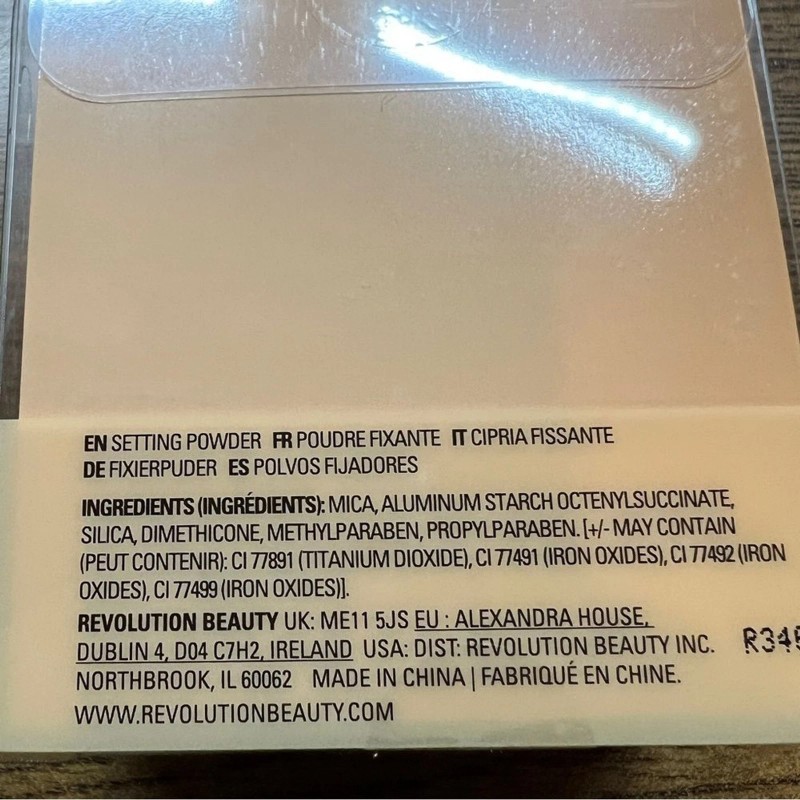 EN SETTING POWDER FR POUDRE FIXANTE IT CIPRIA FISSANTE
DE FIXIERPUDER ES POLVOS FIJADORES
INGREDIENTS (INGRÉDIENTS): MICA, ALUMINUM STARCH OCTENYLSUCCINATE,
SILICA, DIMETHICONE, METHYLPARABEN, PROPYLPARABEN. [+/- MAY CONTAIN
(PEUT CONTENIR): CI 77891 (TITANIUM DIOXIDE), CI 77491 (IRON OXIDES), CI 77492 (IRON
OXIDES), CI 77499 (IRON OXIDES)].
REVOLUTION BEAUTY UK: ME11 5JS EU : ALEXANDRA HOUSE,
DUBLIN 4, D04 C7H2, IRELAND USA: DIST: REVOLUTION BEAUTY INC.
NORTHBROOK, IL 60062 MADE IN CHINA | FABRIQUÉ EN CHINE.
WWW.REVOLUTIONBEAUTY.COM